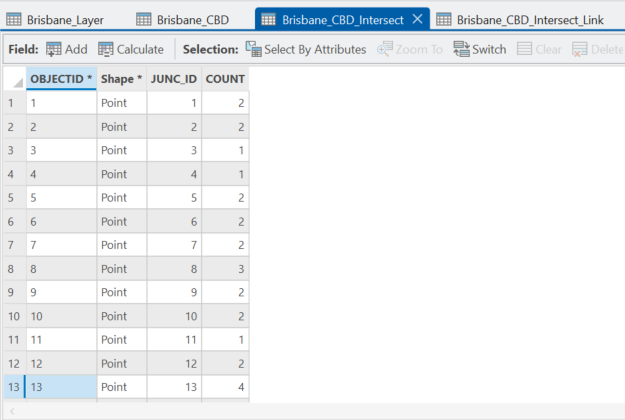 Brisbane_Layer Brisbane_CBD Brisbane_CBD_Intersect Brisbane_CBD_Intersect_Link
Field: Add Calculate Selection: Select By Attributes Zoom To Switch Clear Delete
OBJECTID * Shape * JUNC_ID COUNT
1 1 Point 1 2
2 2 Point 2 2
3 3 Point 3 1
4 4 Point 4 1
5 5 Point 5 2
6 6 Point 6 2
7 7 Point 7 2
8 8 Point 8 3
9 9 Point 9 2
10 10 Point 10 2
11 11 Point 11 1
12 12 Point 12 2
13 13 Point 13 4